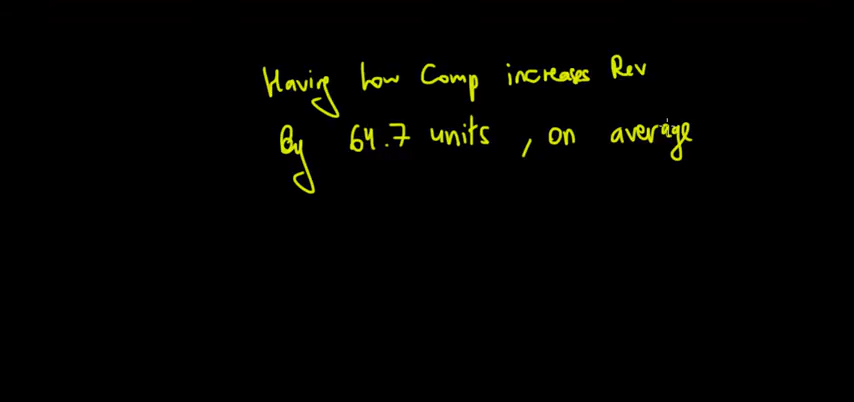 Having Low Comp increases Rev
By 64.7 units, on average